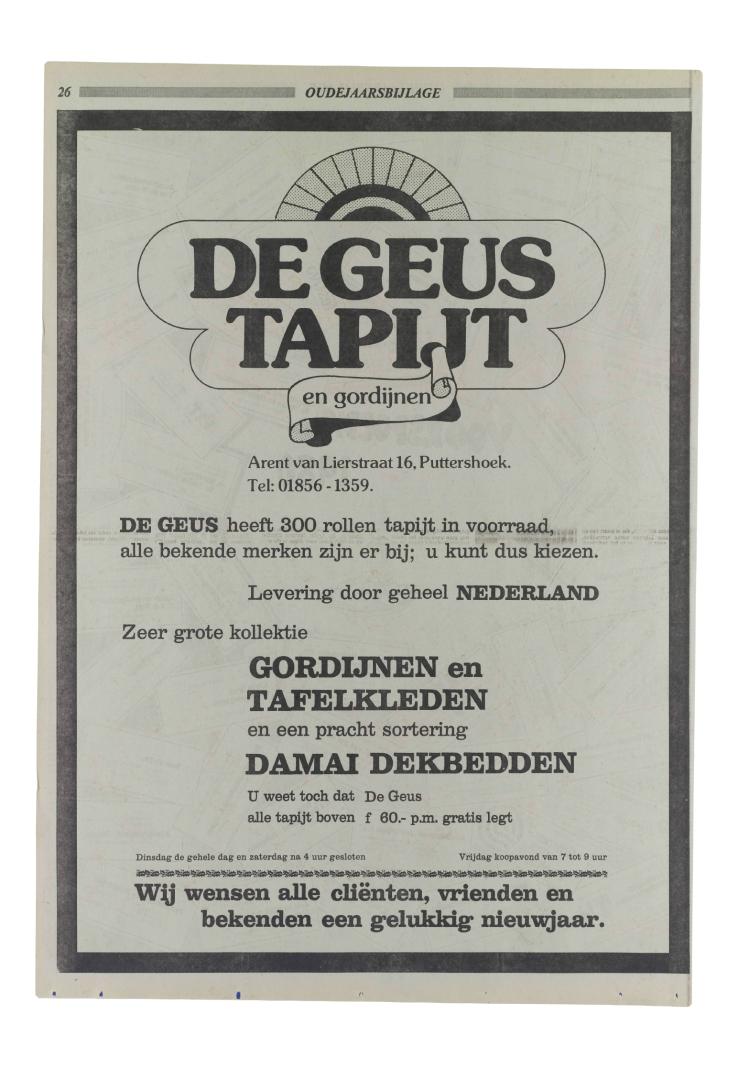 26 OUDEJAARSBIJLAGE
DE GEUS
TAPIJT
en gordijnen
Arent van Lierstraat 16, Puttershoek.
Tel: 01856 - 1359.
DE GEUS heeft 300 rollen tapijt in voorraad,
alle bekende merken zijn er bij; u kunt dus kiezen.
Levering door geheel NEDERLAND
Zeer grote kollektie
GORDIJNEN en
TAFELKLEDEN
en een pracht sortering
DAMAI DEKBEDDEN
U weet toch dat De Geus
alle tapijt boven f 60.- p.m. gratis legt
Dinsdag de gehele dag en zaterdag na 4 uur gesloten Vrijdag koopavond van 7 tot 9 uur
Wij wensen alle cliënten, vrienden en
bekenden een gelukkig nieuwjaar.